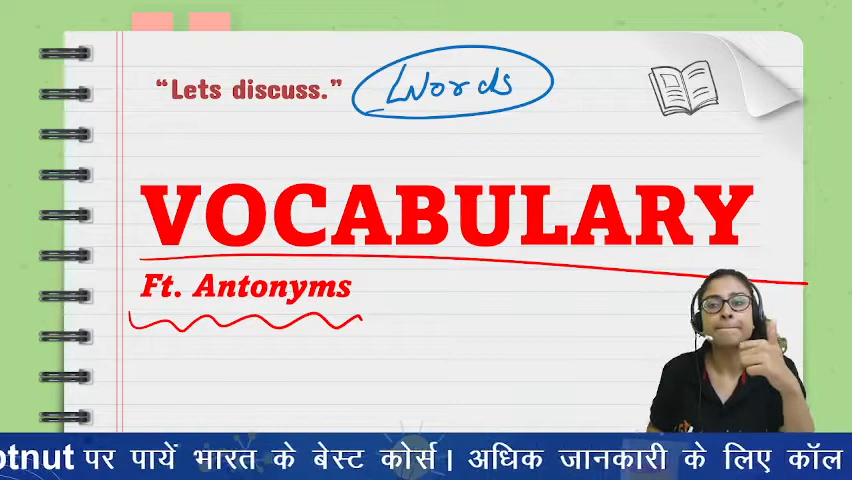 “Lets discuss.” Words
VOCABULARY
Ft. Antonyms
otnut पर पायें भारत के बेस्ट कोर्स। अधिक जानकारी के लिए कॉल